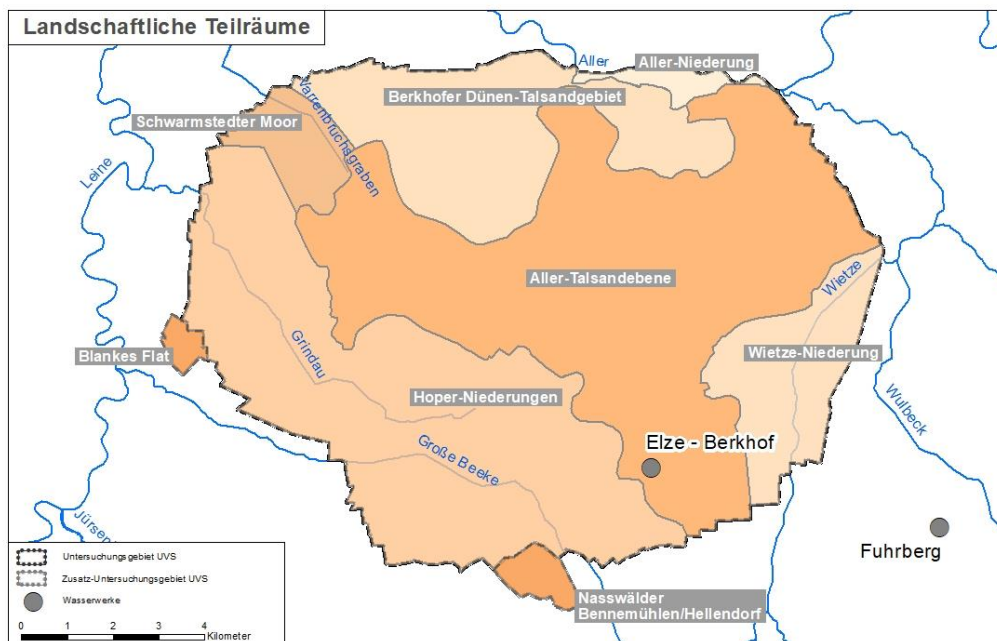 Landschaftliche Teilräume
Aller
Aller-Niederung
Berkhofer Dünen-Talsandgebiet
Schwarmstedter Moor
Varrenbruchsgraben
Leine
Aller-Talsandebene
Wietze
Blankes Flat
Grindau
Wietze-Niederung
Hoper-Niederungen
Wulbeck
Große Beeke
Elze - Berkhof
Fuhrberg
Nasswälder
Bennemühlen/Hellendorf
Untersuchungsgebiet UVS
Zusatz-Untersuchungsgebiet UVS
Wasserwerke
0 1 2 3 4
Kilometer